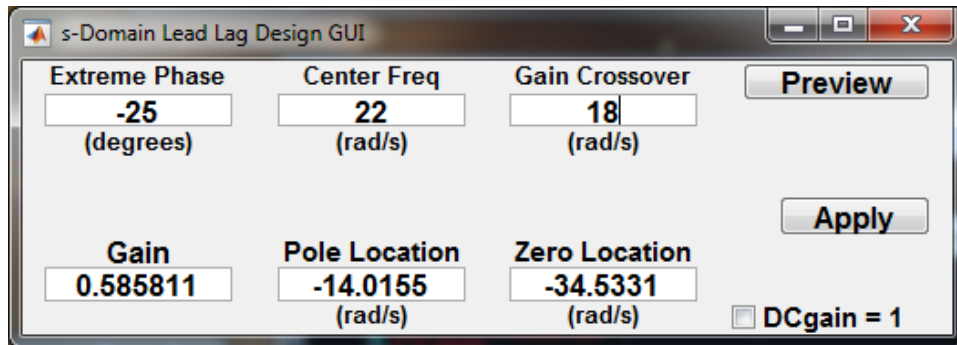 s-Domain Lead Lag Design GUI
Extreme Phase Center Freq Gain Crossover Preview
-25 22 18
(degrees) (rad/s) (rad/s)
Apply
Gain Pole Location Zero Location
0.585811 -14.0155 -34.5331
(rad/s) (rad/s) DCgain = 1